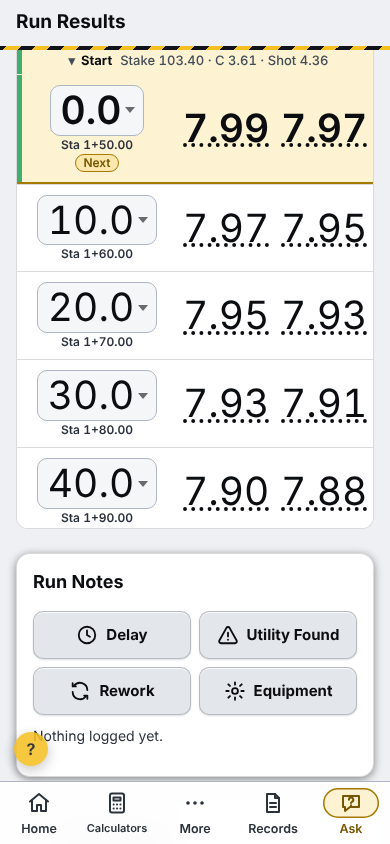 Run Results
▼ Start Stake 103.40 · C 3.61 · Shot 4.36
0.0 7.99 7.97
Sta 1+50.00
Next
10.0 7.97 7.95
Sta 1+60.00
20.0 7.95 7.93
Sta 1+70.00
30.0 7.93 7.91
Sta 1+80.00
40.0 7.90 7.88
Sta 1+90.00
Run Notes
Delay Utility Found
Rework Equipment
Nothing logged yet.
?
Home Calculators More Records Ask